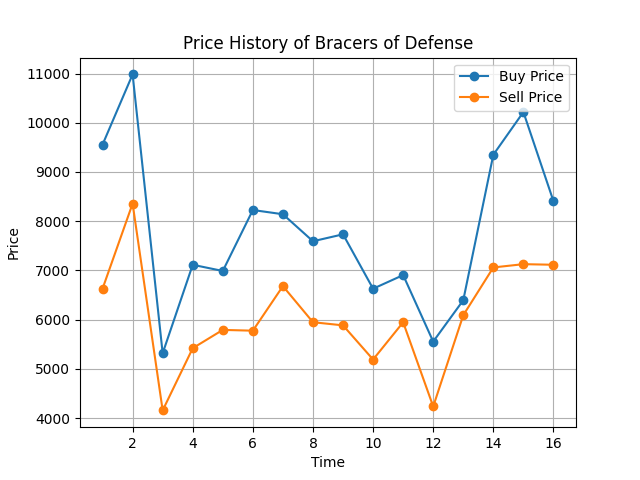 Price History of Bracers of Defense
Buy Price
Sell Price
11000
10000
9000
8000
7000
6000
5000
4000
Price
2 4 6 8 10 12 14 16
Time